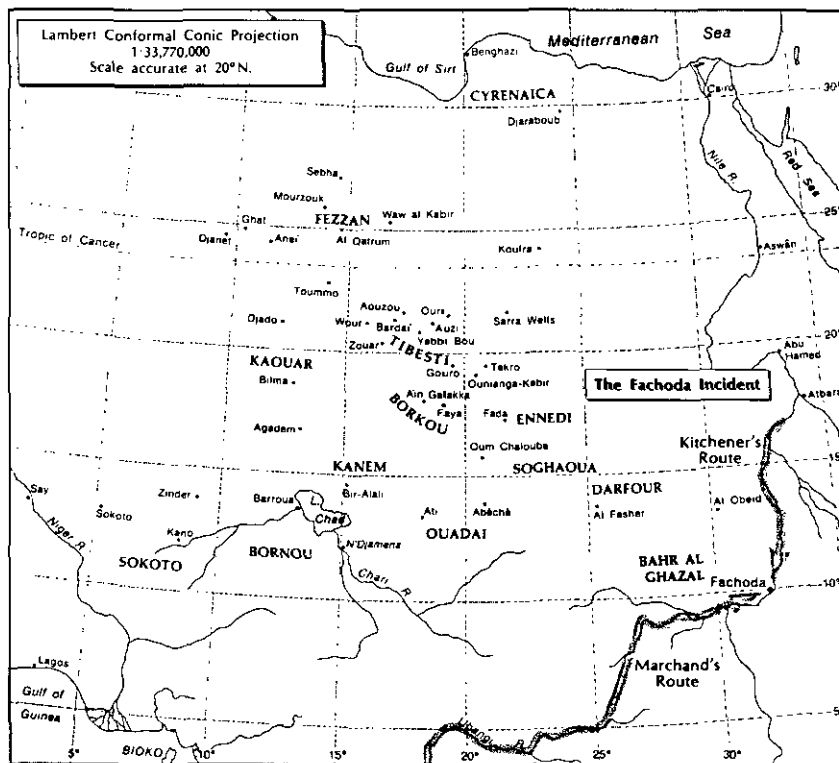 Lambert Conformal Conic Projection
1:33,770,000
Scale accurate at 20°N.
Mediterranean Sea
Benghazi
Gulf of Sirt
CYRENAICA
Cairo
30°
Djaraboub
Nile R.
Red Sea
Sebha
Mourzouk
FEZZAN
Waw al Kabir
25°
Ghat
Tropic of Cancer
Djanet
Anei
Al Qatrum
Koufra
Aswân
Toummo
Aouzou
Ouri
Djado
Wour
Bardai
Auzi
Sarra Wells
Yebbi Bou
20°
Zouar
TIBESTI
Abu
Hamed
KAOUAR
Gouro
Tekro
Ounianga-Kebir
The Fachoda Incident
Bilma
Aïn Galakka
Atbara
BORKOU
Faya
Fada
ENNEDI
Agadem
Kitchener's
Route
Oum Chalouba
KANEM
SOGHAOUA
15°
Say
Zinder
Barroua
L.
Chad
Bir-Alali
DARFOUR
Sokoto
Ati
Abéché
Al Fasher
Al Obeid
Kano
OUADAI
Niger R.
SOKOTO
BORNOU
N'Djamena
Chari R.
BAHR AL
GHAZAL
Fachoda
10°
Lagos
Marchand's
Route
Gulf of
Guinea
Ubangi R.
5°
BIOKO
5°
10°
15°
20°
25°
30°